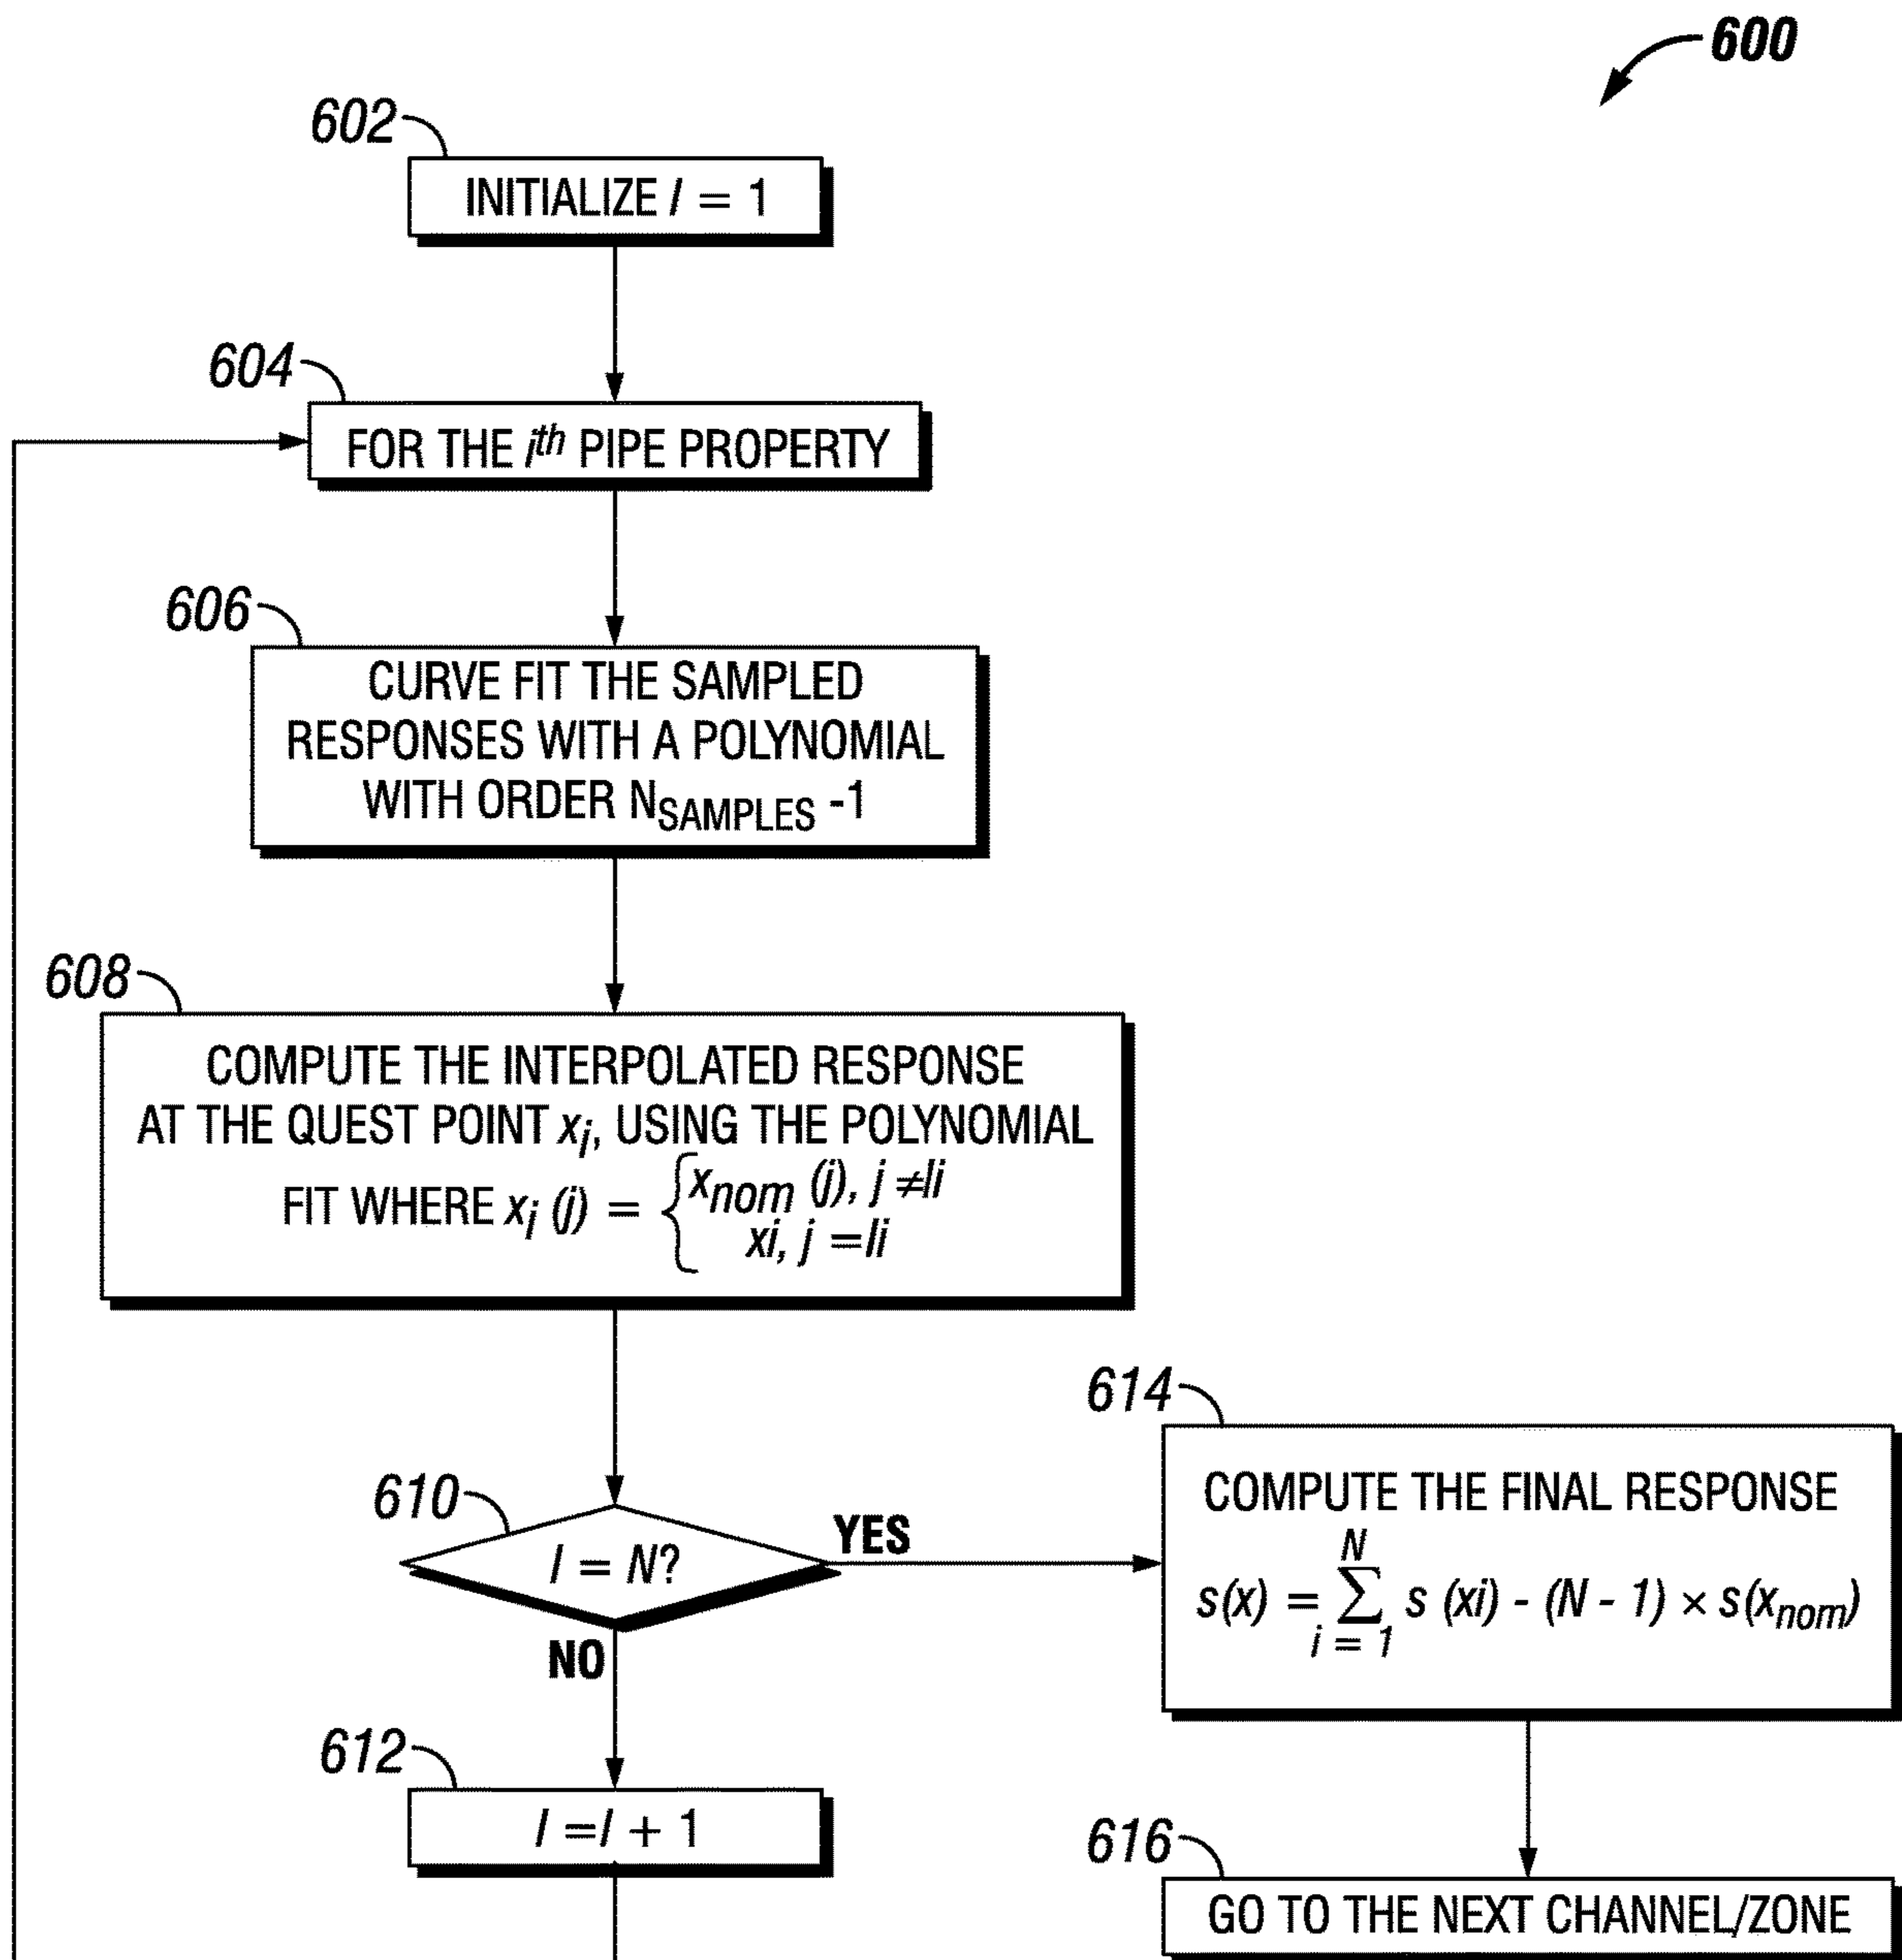 600
602
INITIALIZE I = 1
604
FOR THE ith PIPE PROPERTY
606
CURVE FIT THE SAMPLED
RESPONSES WITH A POLYNOMIAL
WITH ORDER NSAMPLES -1
608
COMPUTE THE INTERPOLATED RESPONSE
AT THE QUEST POINT xi, USING THE POLYNOMIAL
FIT WHERE xi (j) = { xnom (j), j ≠ Ii
xi, j = Ii
610
I = N?
YES
NO
612
I = I + 1
614
COMPUTE THE FINAL RESPONSE
s(x) = N∑i = 1 s (xi) - (N - 1) × s(xnom)
616
GO TO THE NEXT CHANNEL/ZONE